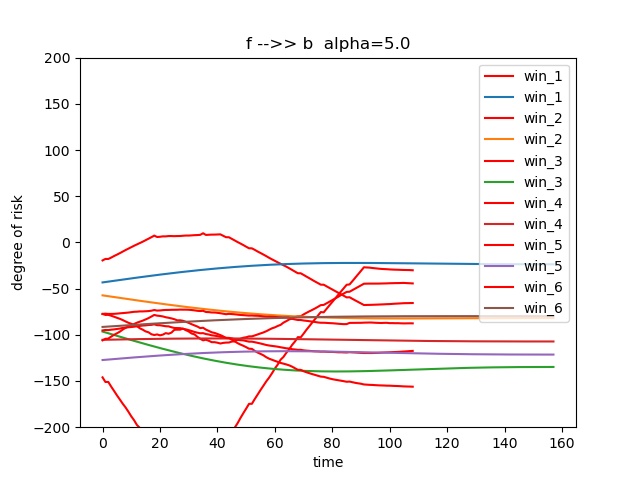 f -->> b  alpha=5.0
degree of risk
200
150
100
50
0
−50
−100
−150
−200
0
20
40
60
80
100
120
140
160
time
win_1
win_1
win_2
win_2
win_3
win_3
win_4
win_4
win_5
win_5
win_6
win_6